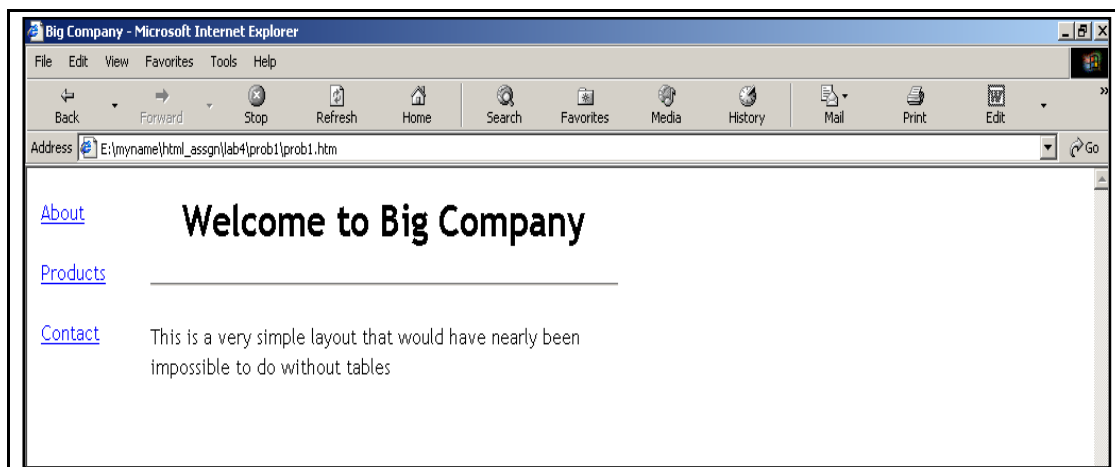 Big Company - Microsoft Internet Explorer
File Edit View Favorites Tools Help
Back Forward Stop Refresh Home Search Favorites Media History Mail Print Edit »
Address E:\myname\html_assgn\lab4\prob1\prob1.htm Go
About
Welcome to Big Company
Products
Contact
This is a very simple layout that would have nearly been
impossible to do without tables